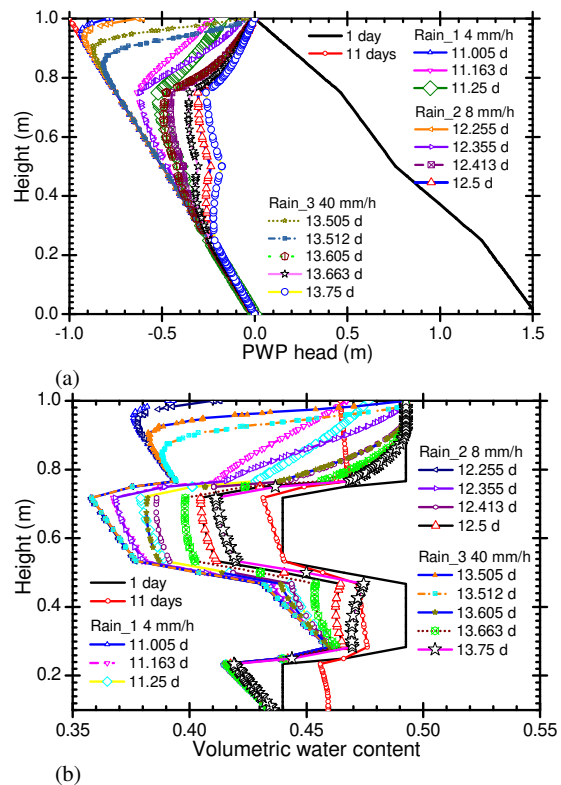 1.0
0.8
0.6
0.4
0.2
0.0
Height (m)
-1.0 -0.5 0.0 0.5 1.0 1.5
PWP head (m)
1 day
11 days
Rain_1 4 mm/h
11.005 d
11.163 d
11.25 d
Rain_2 8 mm/h
12.255 d
12.355 d
12.413 d
12.5 d
Rain_3 40 mm/h
13.505 d
13.512 d
13.605 d
13.663 d
13.75 d
(a)
1.0
0.8
0.6
0.4
0.2
Height (m)
0.35 0.40 0.45 0.50 0.55
Volumetric water content
1 day
11 days
Rain_1 4 mm/h
11.005 d
11.163 d
11.25 d
Rain_2 8 mm/h
12.255 d
12.355 d
12.413 d
12.5 d
Rain_3 40 mm/h
13.505 d
13.512 d
13.605 d
13.663 d
13.75 d
(b)